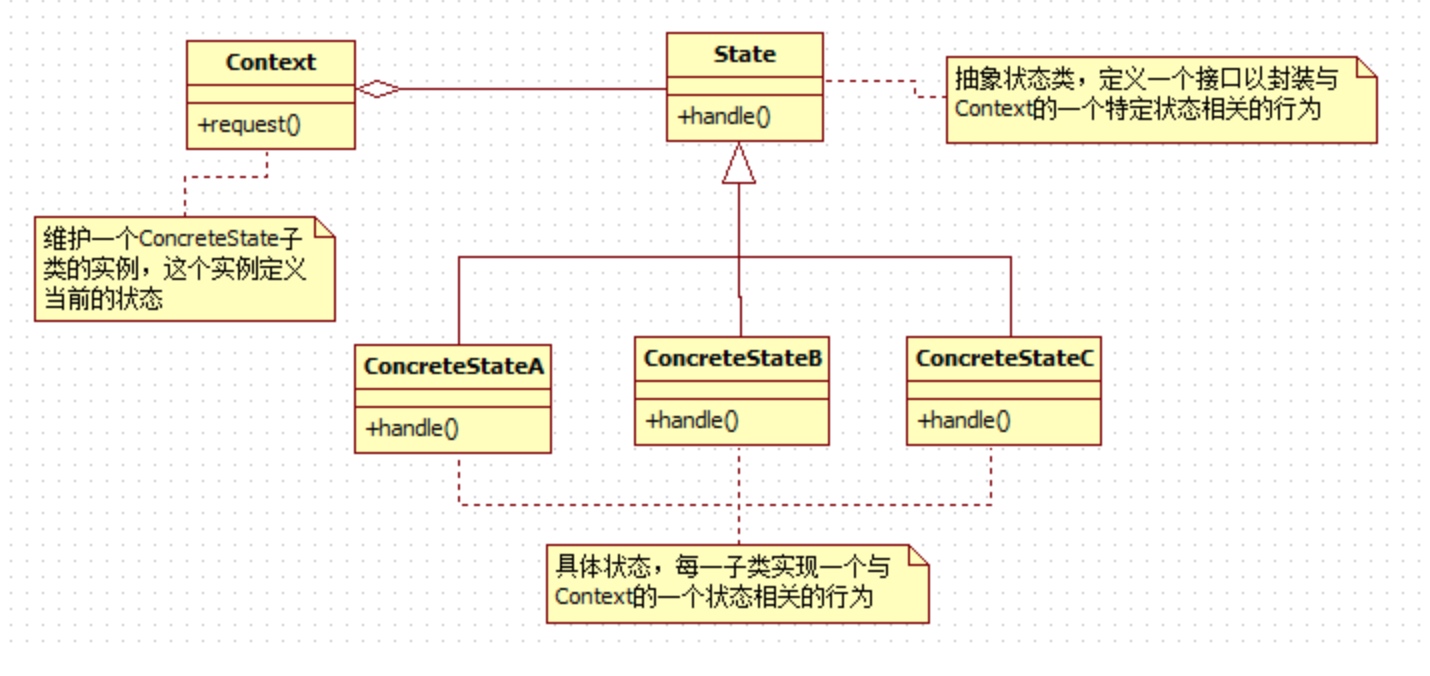 Context
+request()
State
+handle()
抽象状态类，定义一个接口以封装与
Context的一个特定状态相关的行为
维护一个ConcreteState子
类的实例，这个实例定义
当前的状态
ConcreteStateA
+handle()
ConcreteStateB
+handle()
ConcreteStateC
+handle()
具体状态，每一子类实现一个与
Context的一个状态相关的行为